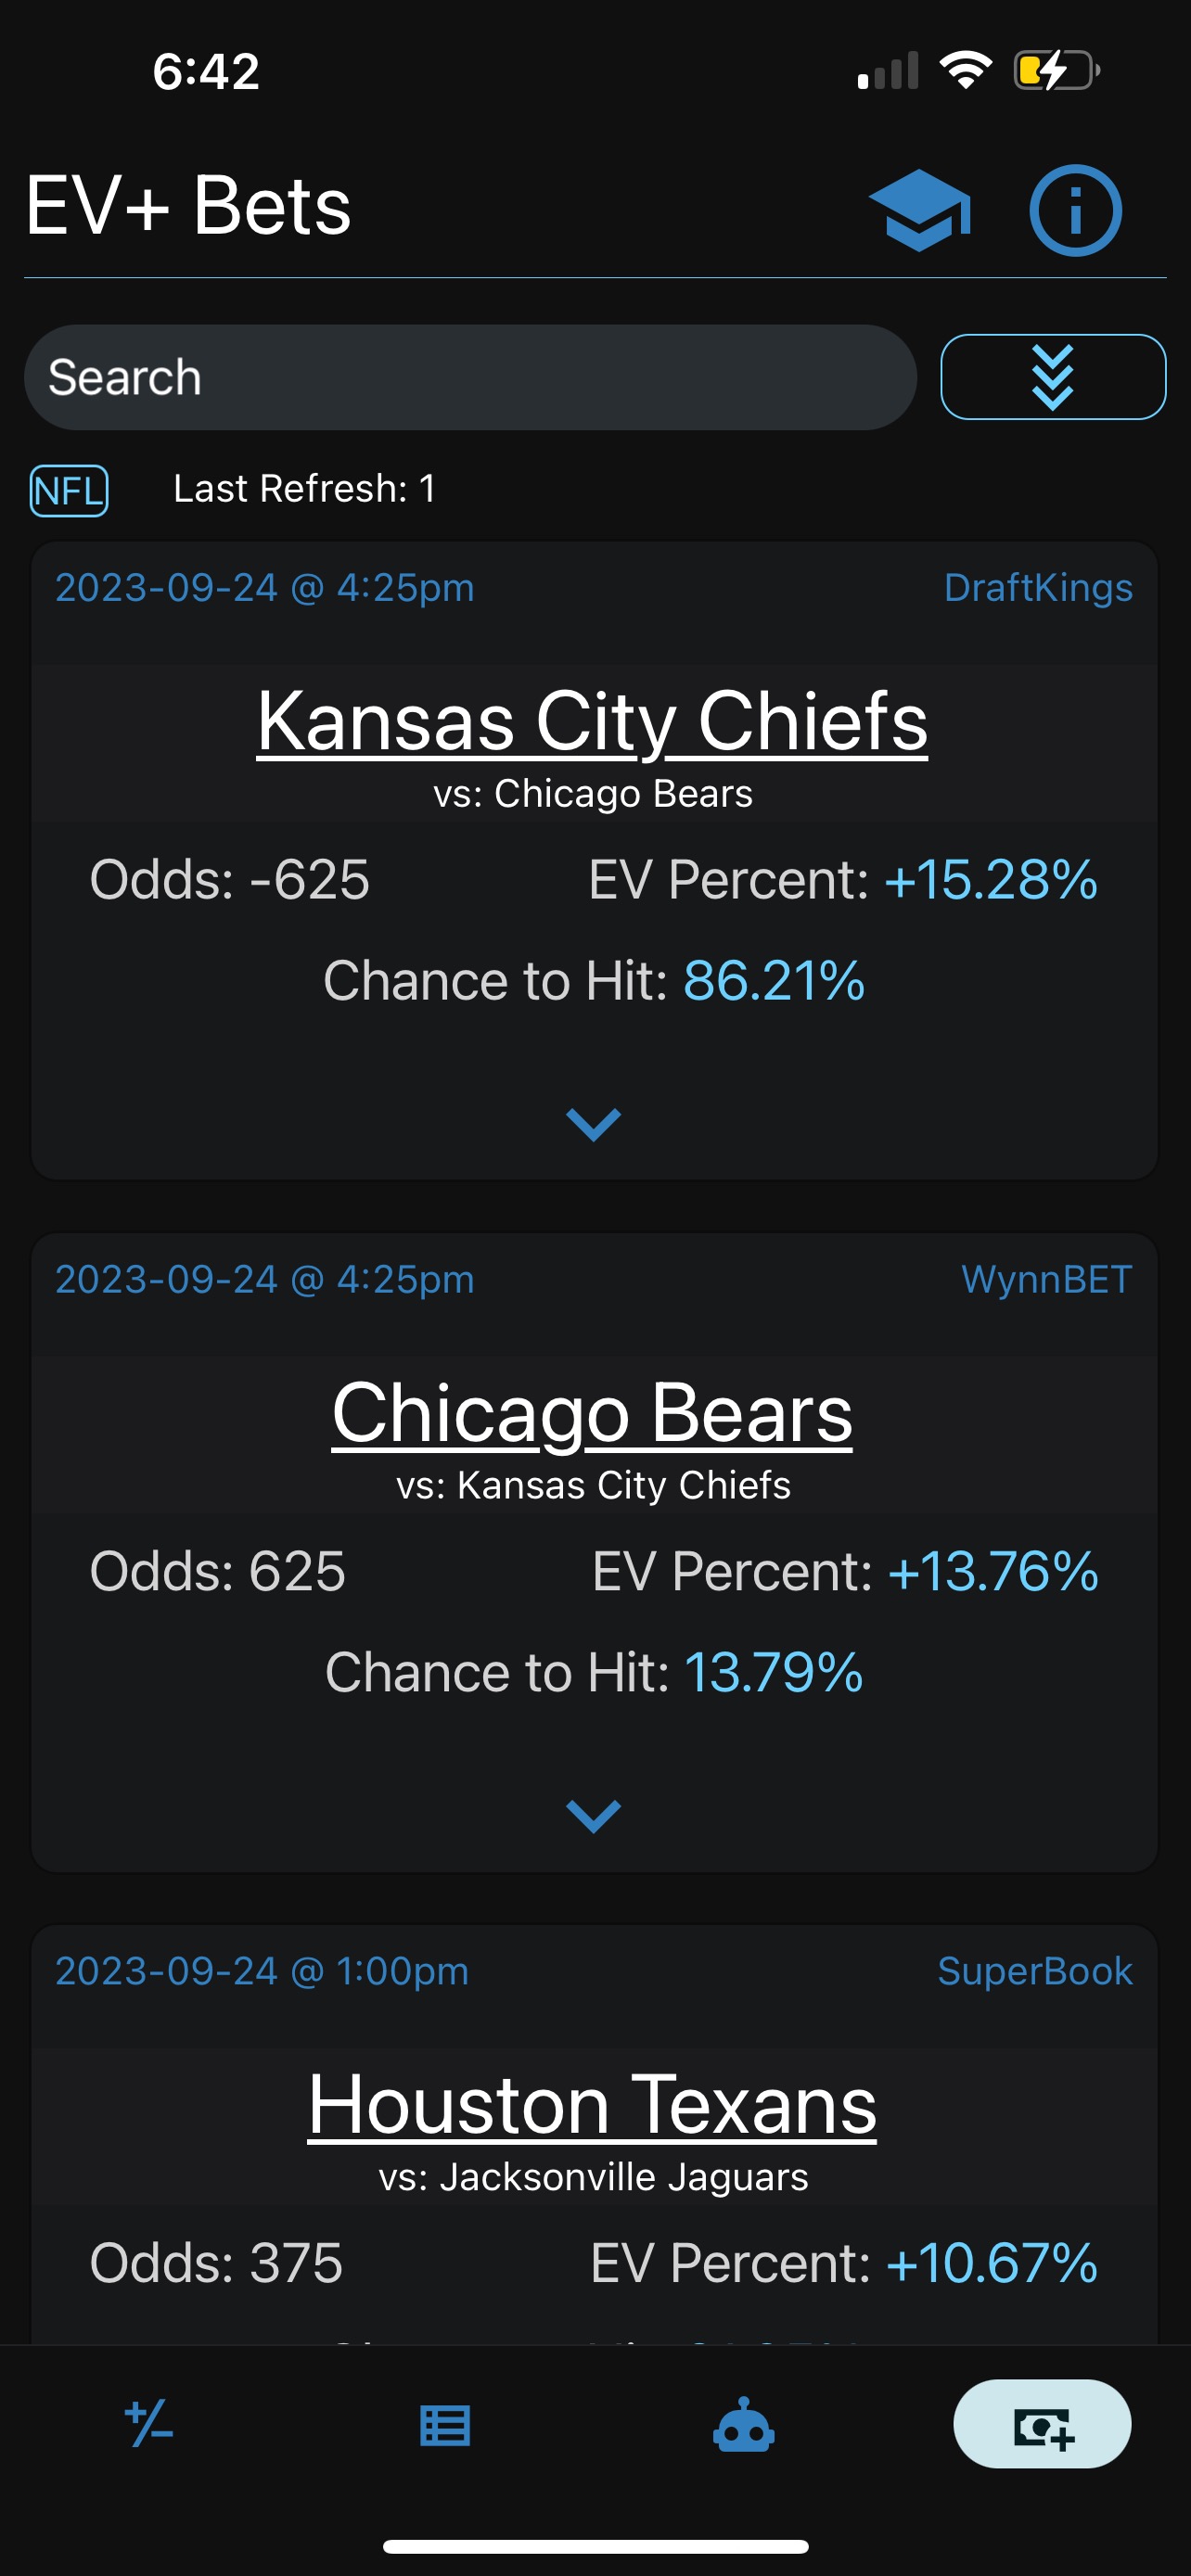 6:42
EV+ Bets
Search
NFL Last Refresh: 1
2023-09-24 @ 4:25pm DraftKings
Kansas City Chiefs
vs: Chicago Bears
Odds: -625 EV Percent: +15.28%
Chance to Hit: 86.21%
2023-09-24 @ 4:25pm WynnBET
Chicago Bears
vs: Kansas City Chiefs
Odds: 625 EV Percent: +13.76%
Chance to Hit: 13.79%
2023-09-24 @ 1:00pm SuperBook
Houston Texans
vs: Jacksonville Jaguars
Odds: 375 EV Percent: +10.67%